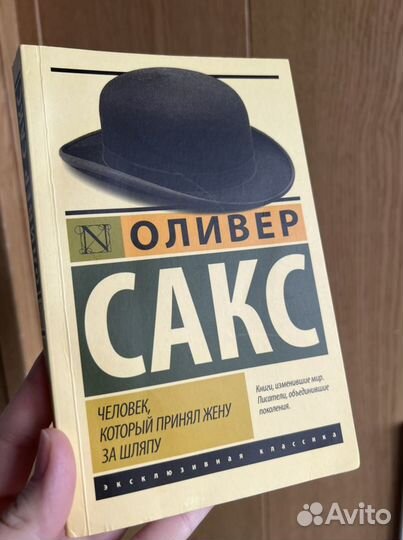 N
ОЛИВЕР
САКС
ЧЕЛОВЕК,
КОТОРЫЙ ПРИНЯЛ ЖЕНУ
ЗА ШЛЯПУ
Книги, изменившие мир.
Писатели, объединившие
поколения.
эксклюзивная классика
Avito